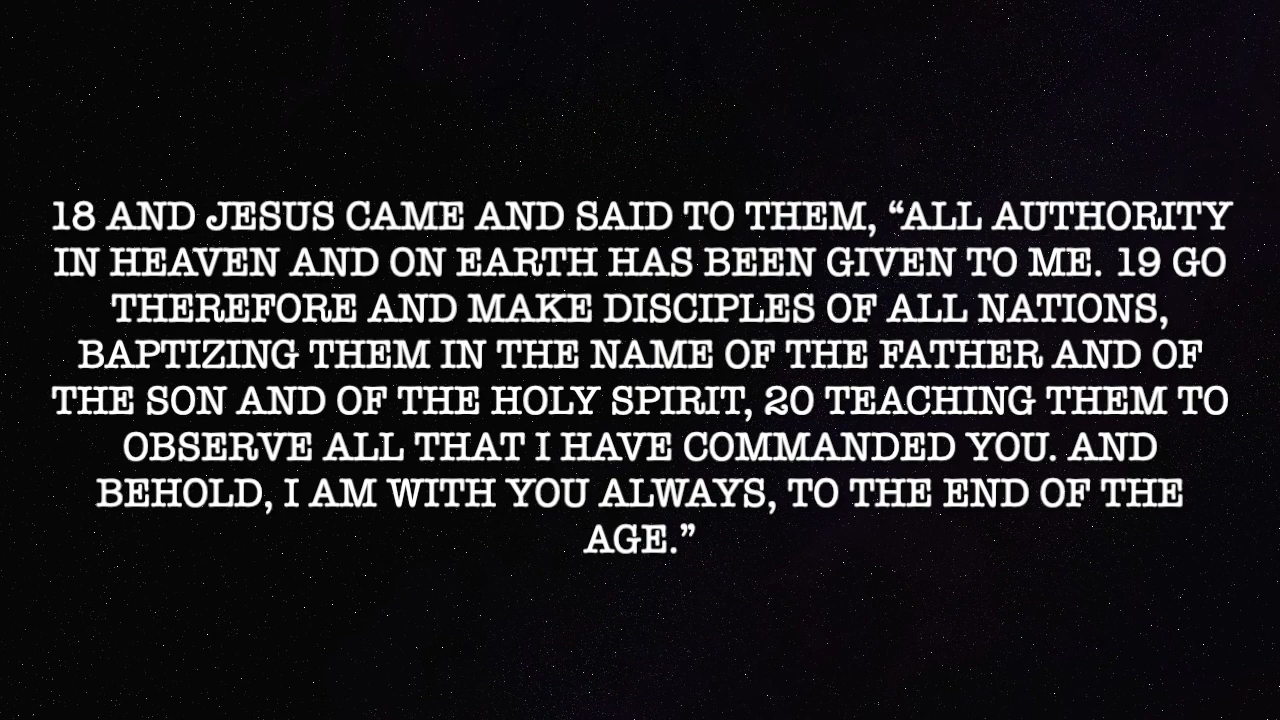 18 AND JESUS CAME AND SAID TO THEM, “ALL AUTHORITY
IN HEAVEN AND ON EARTH HAS BEEN GIVEN TO ME. 19 GO
THEREFORE AND MAKE DISCIPLES OF ALL NATIONS,
BAPTIZING THEM IN THE NAME OF THE FATHER AND OF
THE SON AND OF THE HOLY SPIRIT, 20 TEACHING THEM TO
OBSERVE ALL THAT I HAVE COMMANDED YOU. AND
BEHOLD, I AM WITH YOU ALWAYS, TO THE END OF THE
AGE.”